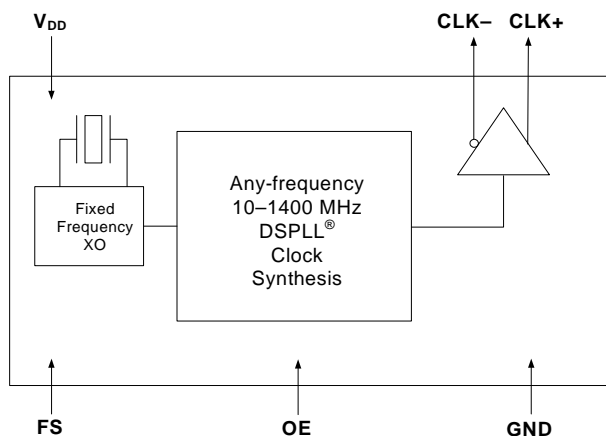 VDD
CLK– CLK+
Fixed
Frequency
XO
Any-frequency
10–1400 MHz
DSPLL®
Clock
Synthesis
FS
OE
GND